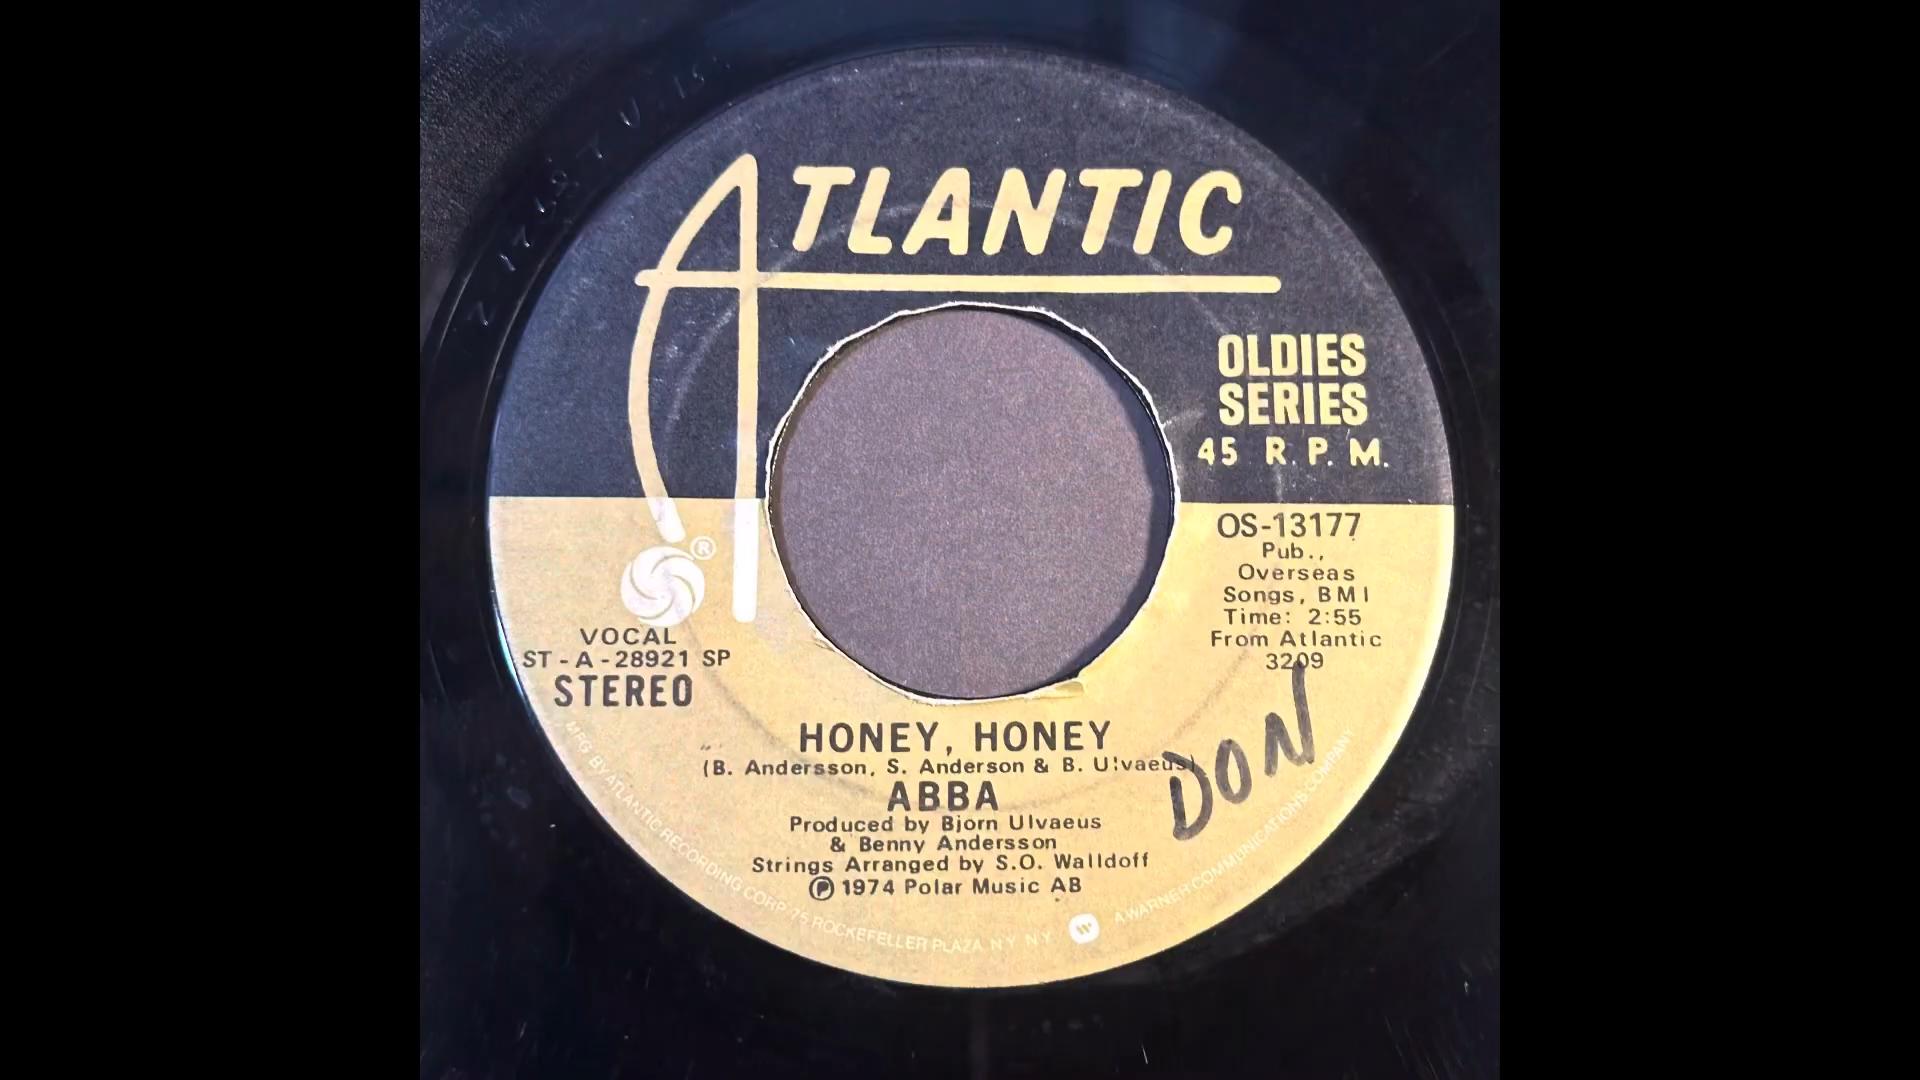 ATLANTIC
OLDIES
SERIES
45 R.P.M.
OS-13177
Pub.,
Overseas
Songs, BMI
Time: 2:55
From Atlantic
3209
®
VOCAL
ST-A-28921 SP
STEREO
HONEY, HONEY
(B. Andersson, S. Anderson & B. Ulvaeus)
ABBA
Produced by Bjorn Ulvaeus
& Benny Andersson
Strings Arranged by S.O. Walldoff
℗ 1974 Polar Music AB
DON
MFG BY ATLANTIC RECORDING CORP 75 ROCKEFELLER PLAZA NY NY A WARNER COMMUNICATIONS COMPANY